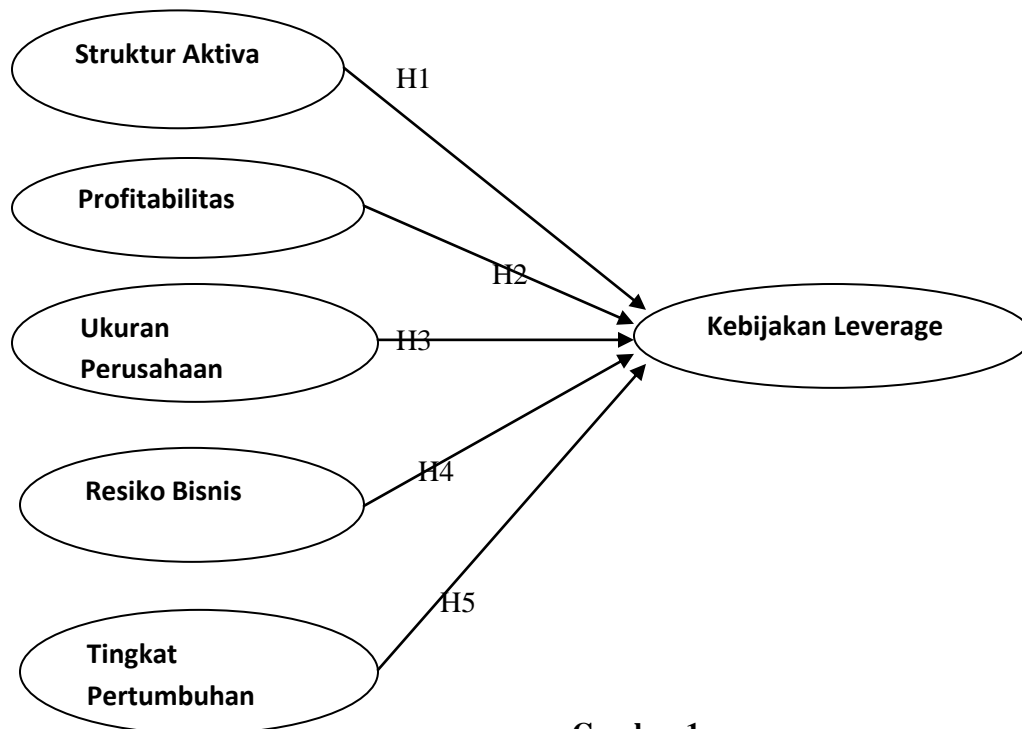 Struktur Aktiva
H1
Profitabilitas
H2
Ukuran
Perusahaan
H3
Kebijakan Leverage
Resiko Bisnis
H4
H5
Tingkat
Pertumbuhan